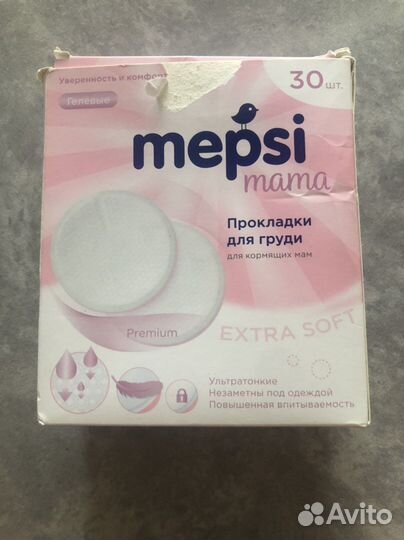 Уверенность и комфорт
Гелевые
30 шт.
mepsi
mama
Прокладки
для груди
для кормящих мам
Premium
EXTRA SOFT
Ультратонкие
Незаметны под одеждой
Повышенная впитываемость
Avito